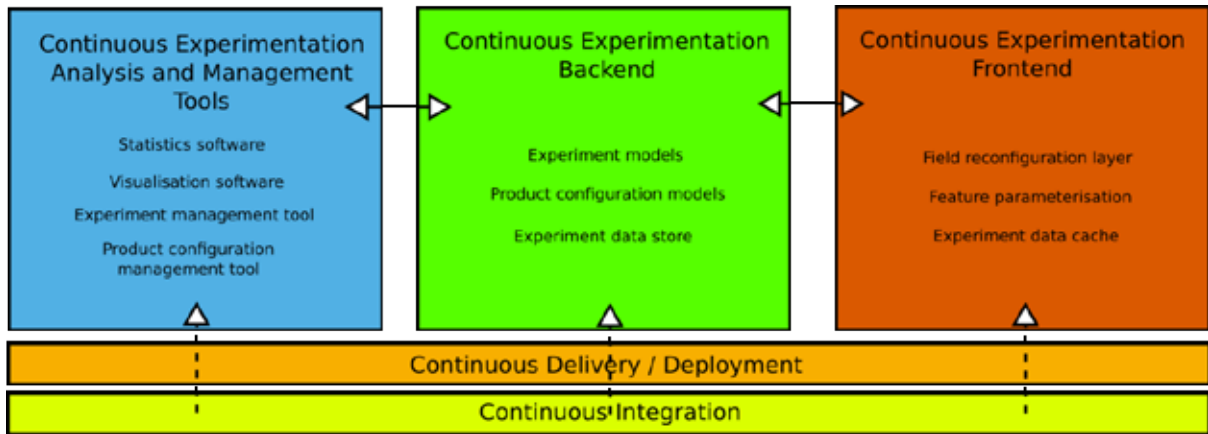 Continuous Experimentation
Analysis and Management
Tools
Statistics software
Visualisation software
Experiment management tool
Product configuration
management tool
Continuous Experimentation
Backend
Experiment models
Product configuration models
Experiment data store
Continuous Experimentation
Frontend
Field reconfiguration layer
Feature parameterisation
Experiment data cache
Continuous Delivery / Deployment
Continuous Integration